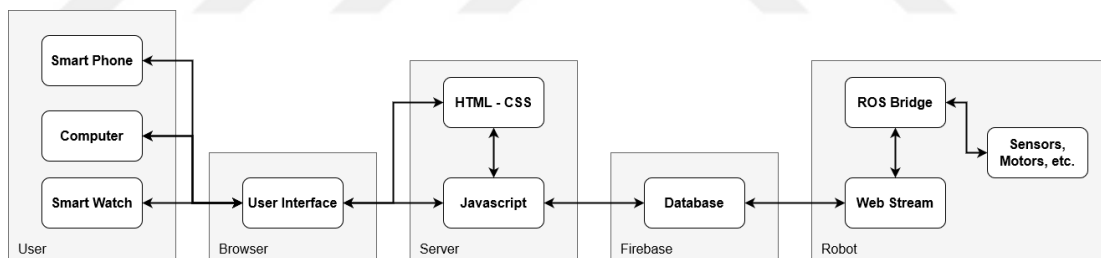 Smart Phone
Computer
Smart Watch
User
User Interface
Browser
HTML - CSS
Javascript
Server
Database
Firebase
ROS Bridge
Sensors,
Motors, etc.
Web Stream
Robot